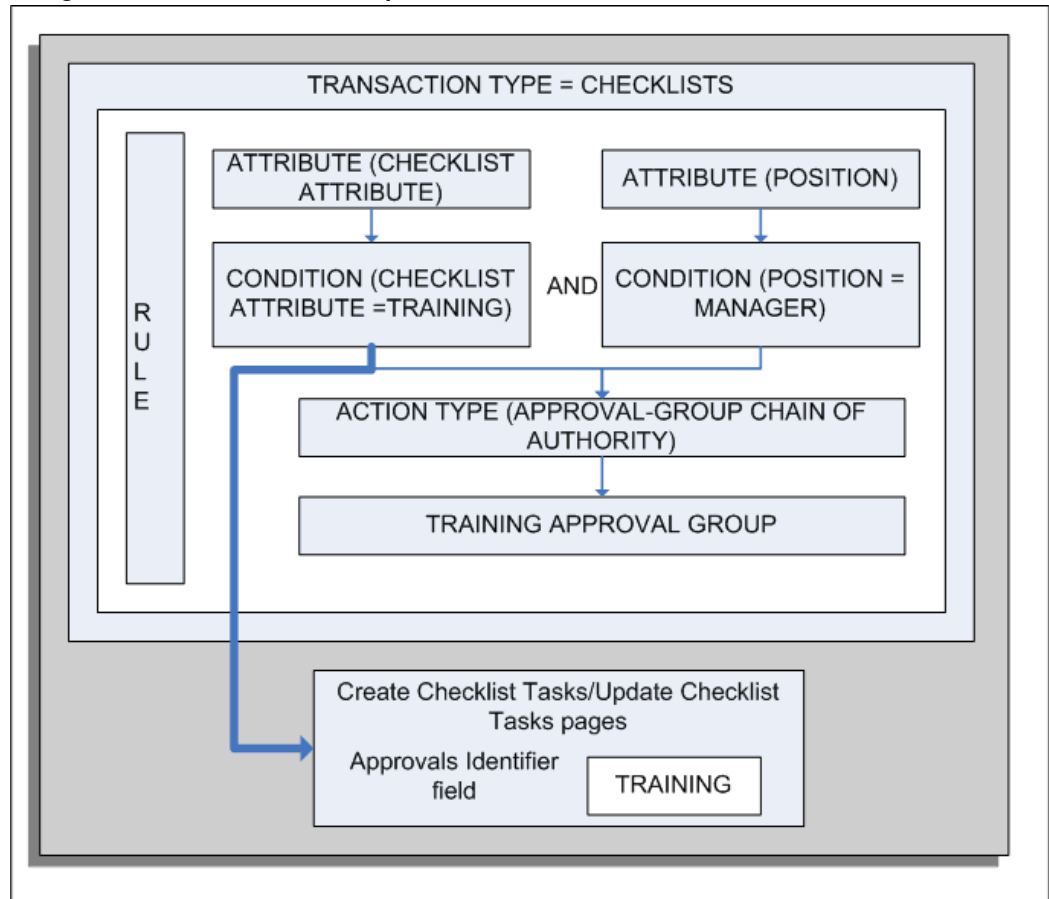 TRANSACTION TYPE = CHECKLISTS
RULE
ATTRIBUTE (CHECKLIST
ATTRIBUTE)
ATTRIBUTE (POSITION)
CONDITION (CHECKLIST
ATTRIBUTE =TRAINING)
AND
CONDITION (POSITION =
MANAGER)
ACTION TYPE (APPROVAL-GROUP CHAIN OF
AUTHORITY)
TRAINING APPROVAL GROUP
Create Checklist Tasks/Update Checklist
Tasks pages
Approvals Identifier
field
TRAINING